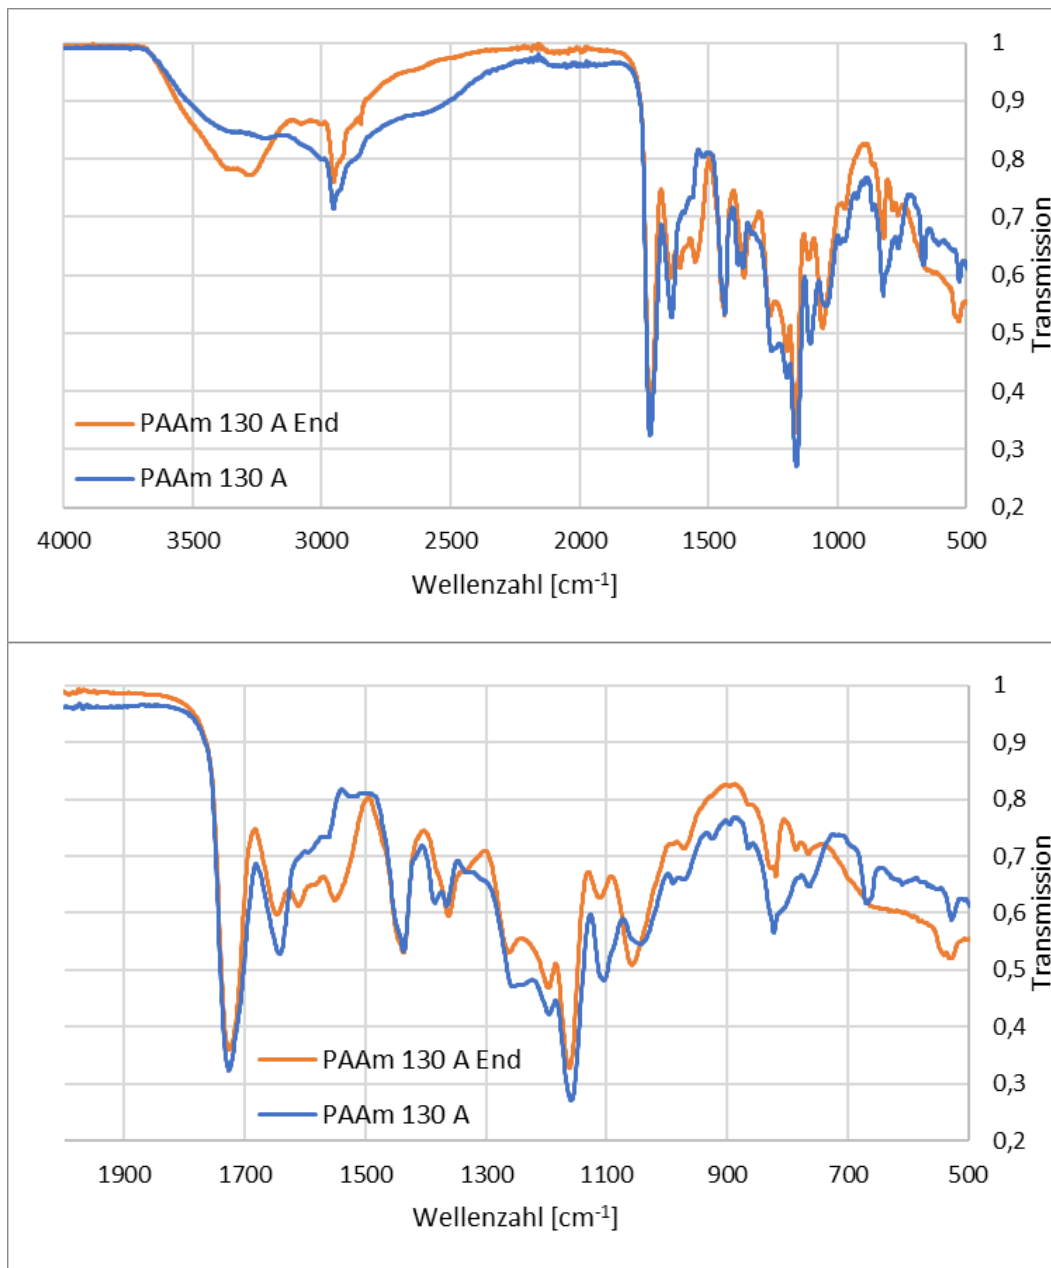 1
0,9
0,8
0,7
0,6
0,5
0,4
0,3
0,2
Transmission
PAAm 130 A End
PAAm 130 A
4000 3500 3000 2500 2000 1500 1000 500
Wellenzahl [cm⁻¹]
1
0,9
0,8
0,7
0,6
0,5
0,4
0,3
0,2
Transmission
PAAm 130 A End
PAAm 130 A
1900 1700 1500 1300 1100 900 700 500
Wellenzahl [cm⁻¹]